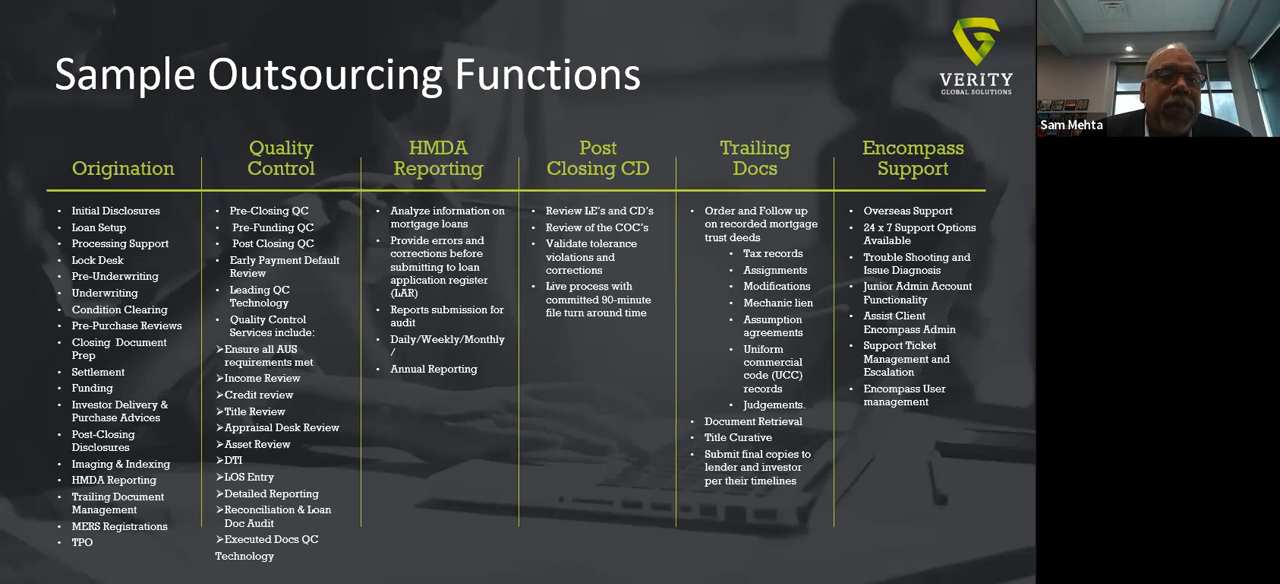 Sample Outsourcing Functions
VERITY
GLOBAL SOLUTIONS
Sam Mehta
Origination
• Initial Disclosures
• Loan Setup
• Processing Support
• Lock Desk
• Pre-Underwriting
• Underwriting
• Condition Clearing
• Pre-Purchase Reviews
• Closing Document
Prep
• Settlement
• Funding
• Investor Delivery &
Purchase Advices
• Post-Closing
Disclosures
• Imaging & Indexing
• HMDA Reporting
• Trailing Document
Management
• MERS Registrations
• TPO
Quality
Control
• Pre-Closing QC
• Pre-Funding QC
• Post Closing QC
• Early Payment Default
Review
• Leading QC
Technology
• Quality Control
Services include:
➢Ensure all AUS
requirements met
➢Income Review
➢Credit review
➢Title Review
➢Appraisal Desk Review
➢Asset Review
➢DTI
➢LOS Entry
➢Detailed Reporting
➢Reconciliation & Loan
Doc Audit
➢Executed Docs QC
Technology
HMDA
Reporting
• Analyze information on
mortgage loans
• Provide errors and
corrections before
submitting to loan
application register
(LAR)
• Reports submission for
audit
• Daily/Weekly/Monthly
/
• Annual Reporting
Post
Closing CD
• Review LE's and CD's
• Review of the COC's
• Validate tolerance
violations and
corrections
• Live process with
committed 90-minute
file turn around time
Trailing
Docs
• Order and Follow up
on recorded mortgage
trust deeds
• Tax records
• Assignments
• Modifications
• Mechanic lien
• Assumption
agreements
• Uniform
commercial
code (UCC)
records
• Judgements.
• Document Retrieval
• Title Curative
• Submit final copies to
lender and investor
per their timelines
Encompass
Support
• Overseas Support
• 24 x 7 Support Options
Available
• Trouble Shooting and
Issue Diagnosis
• Junior Admin Account
Functionality
• Assist Client
Encompass Admin
• Support Ticket
Management and
Escalation
• Encompass User
management